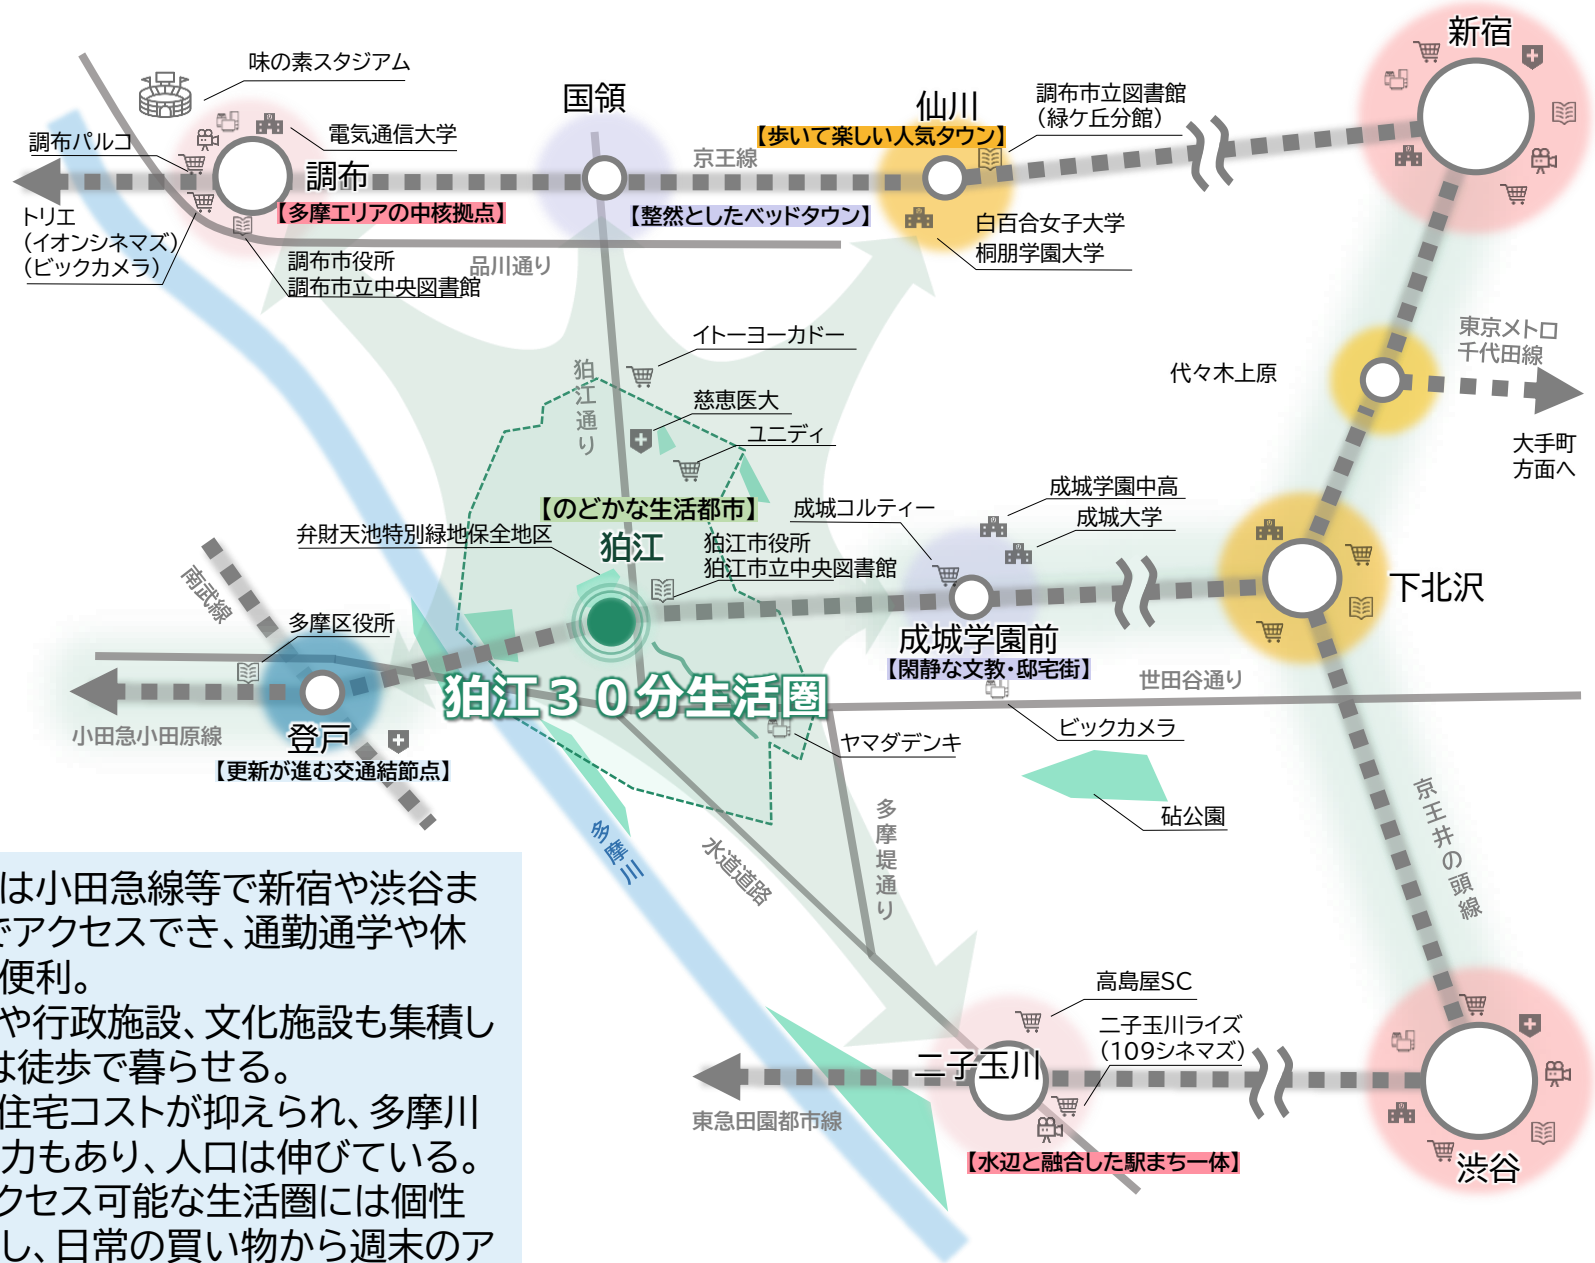 新宿
味の素スタジアム
国領
仙川
調布市立図書館
（緑ケ丘分館）
【歩いて楽しい人気タウン】
電気通信大学
調布パルコ
京王線
調布
【多摩エリアの中核拠点】
【整然としたベッドタウン】
トリエ
（イオンシネマズ）
（ビックカメラ）
白百合女子大学
桐朋学園大学
調布市役所
調布市立中央図書館
品川通り
イトーヨーカドー
東京メトロ
千代田線
狛江通り
代々木上原
慈恵医大
ユニディ
大手町
方面へ
【のどかな生活都市】
成城コルティー
成城学園中高
成城大学
弁財天池特別緑地保全地区
狛江
狛江市役所
狛江市立中央図書館
南武線
下北沢
多摩区役所
成城学園前
【閑静な文教・邸宅街】
狛江３０分生活圏
世田谷通り
小田急小田原線
登戸
【更新が進む交通結節点】
ヤマダデンキ
ビックカメラ
砧公園
多摩川
水道道路
多摩堤通り
京王井の頭線
は小田急線等で新宿や渋谷ま
でアクセスでき、通勤通学や休
便利。
や行政施設、文化施設も集積し
は徒歩で暮らせる。
住宅コストが抑えられ、多摩川
力もあり、人口は伸びている。
クセス可能な生活圏には個性
し、日常の買い物から週末のア
高島屋SC
二子玉川ライズ
（109シネマズ）
二子玉川
東急田園都市線
【水辺と融合した駅まち一体】
渋谷